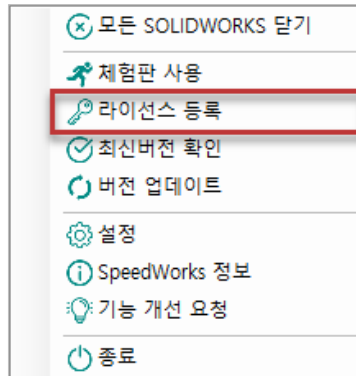 모든 SOLIDWORKS 닫기
체험판 사용
라이선스 등록
최신버전 확인
버전 업데이트
설정
SpeedWorks 정보
기능 개선 요청
종료